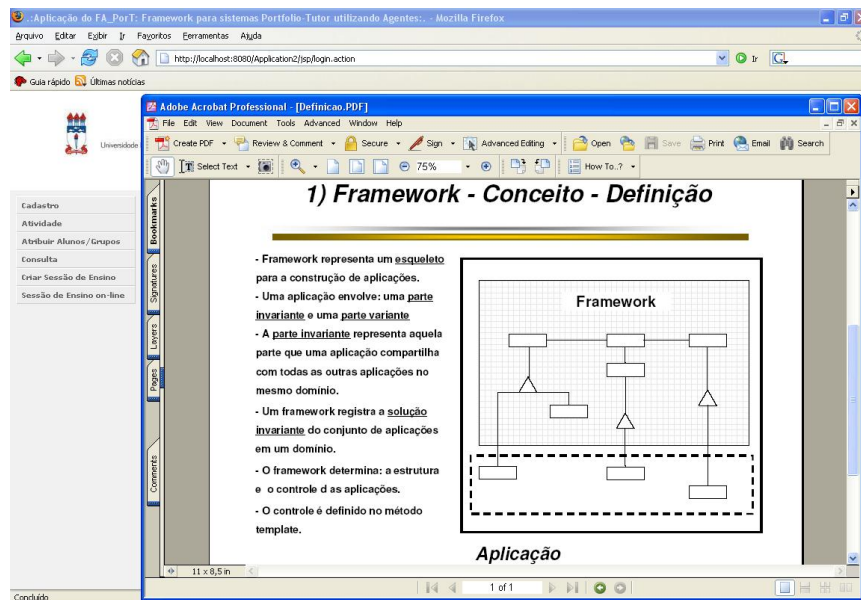 .:Aplicação do FA_PorT: Framework para sistemas Portfolio-Tutor utilizando Agentes:. - Mozilla Firefox
Arquivo Editar Exibir Ir Favoritos Ferramentas Ajuda
http://localhost:8080/Application2/jsp/login.action
Ir
Guia rápido Últimas notícias
Universidade
Cadastro
Atividade
Atribuir Alunos/Grupos
Consulta
Criar Sessão de Ensino
Sessão de Ensino on-line
Adobe Acrobat Professional - [Definicao.PDF]
File Edit View Document Tools Advanced Window Help
Create PDF Review & Comment Secure Sign Advanced Editing Open Save Print Email Search
Select Text 75% How To..?
Bookmarks
Signatures
Layers
Pages
Comments
1) Framework - Conceito - Definição
- Framework representa um esqueleto
para a construção de aplicações.
- Uma aplicação envolve: uma parte
invariante e uma parte variante
- A parte invariante representa aquela
parte que uma aplicação compartilha
com todas as outras aplicações no
mesmo domínio.
- Um framework registra a solução
invariante do conjunto de aplicações
em um domínio.
- O framework determina: a estrutura
e o controle d as aplicações.
- O controle é definido no método
template.
Framework
Aplicação
11 x 8,5 in
1 of 1
Concluído